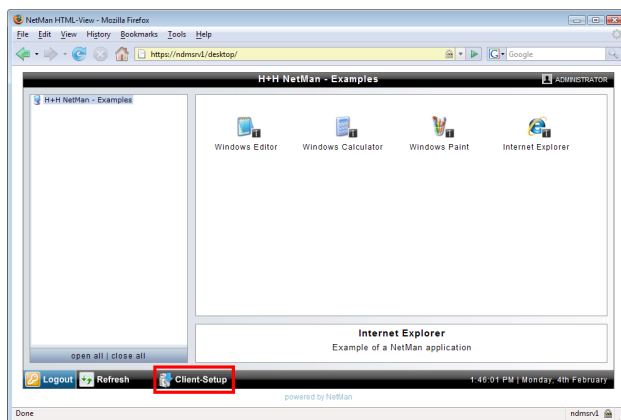 NetMan HTML-View - Mozilla Firefox
File Edit View History Bookmarks Tools Help
https://ndmsrv1/desktop/
Google
H+H NetMan - Examples
ADMINISTRATOR
H+H NetMan - Examples
Windows Editor
Windows Calculator
Windows Paint
Internet Explorer
Internet Explorer
Example of a NetMan application
open all | close all
Logout
Refresh
Client-Setup
1:46:01 PM | Monday, 4th February
powered by NetMan
Done
ndmsrv1